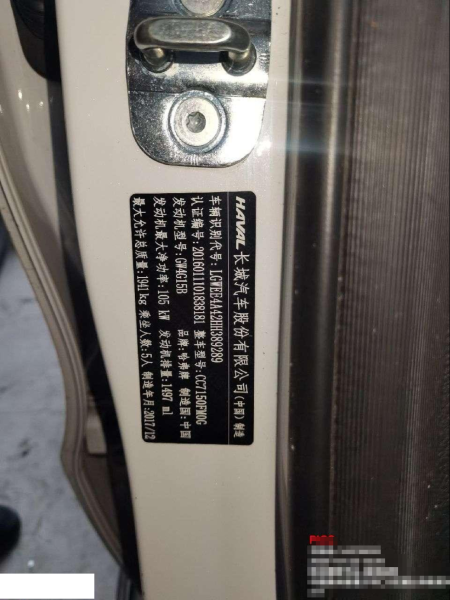 HAVAL 长城汽车股份有限公司(中国)制造
车辆识别代号:LGWEE4A42HH389289
认证编号:2016011101838181 整车型号:CC7150FM0G
发动机型号:GW4G15B 品牌:哈弗牌 制造国:中国
发动机最大净功率:105 kW 发动机排量:1497 ml
最大允许总质量:1941 kg 乘坐人数:5人 制造年月:2017/12